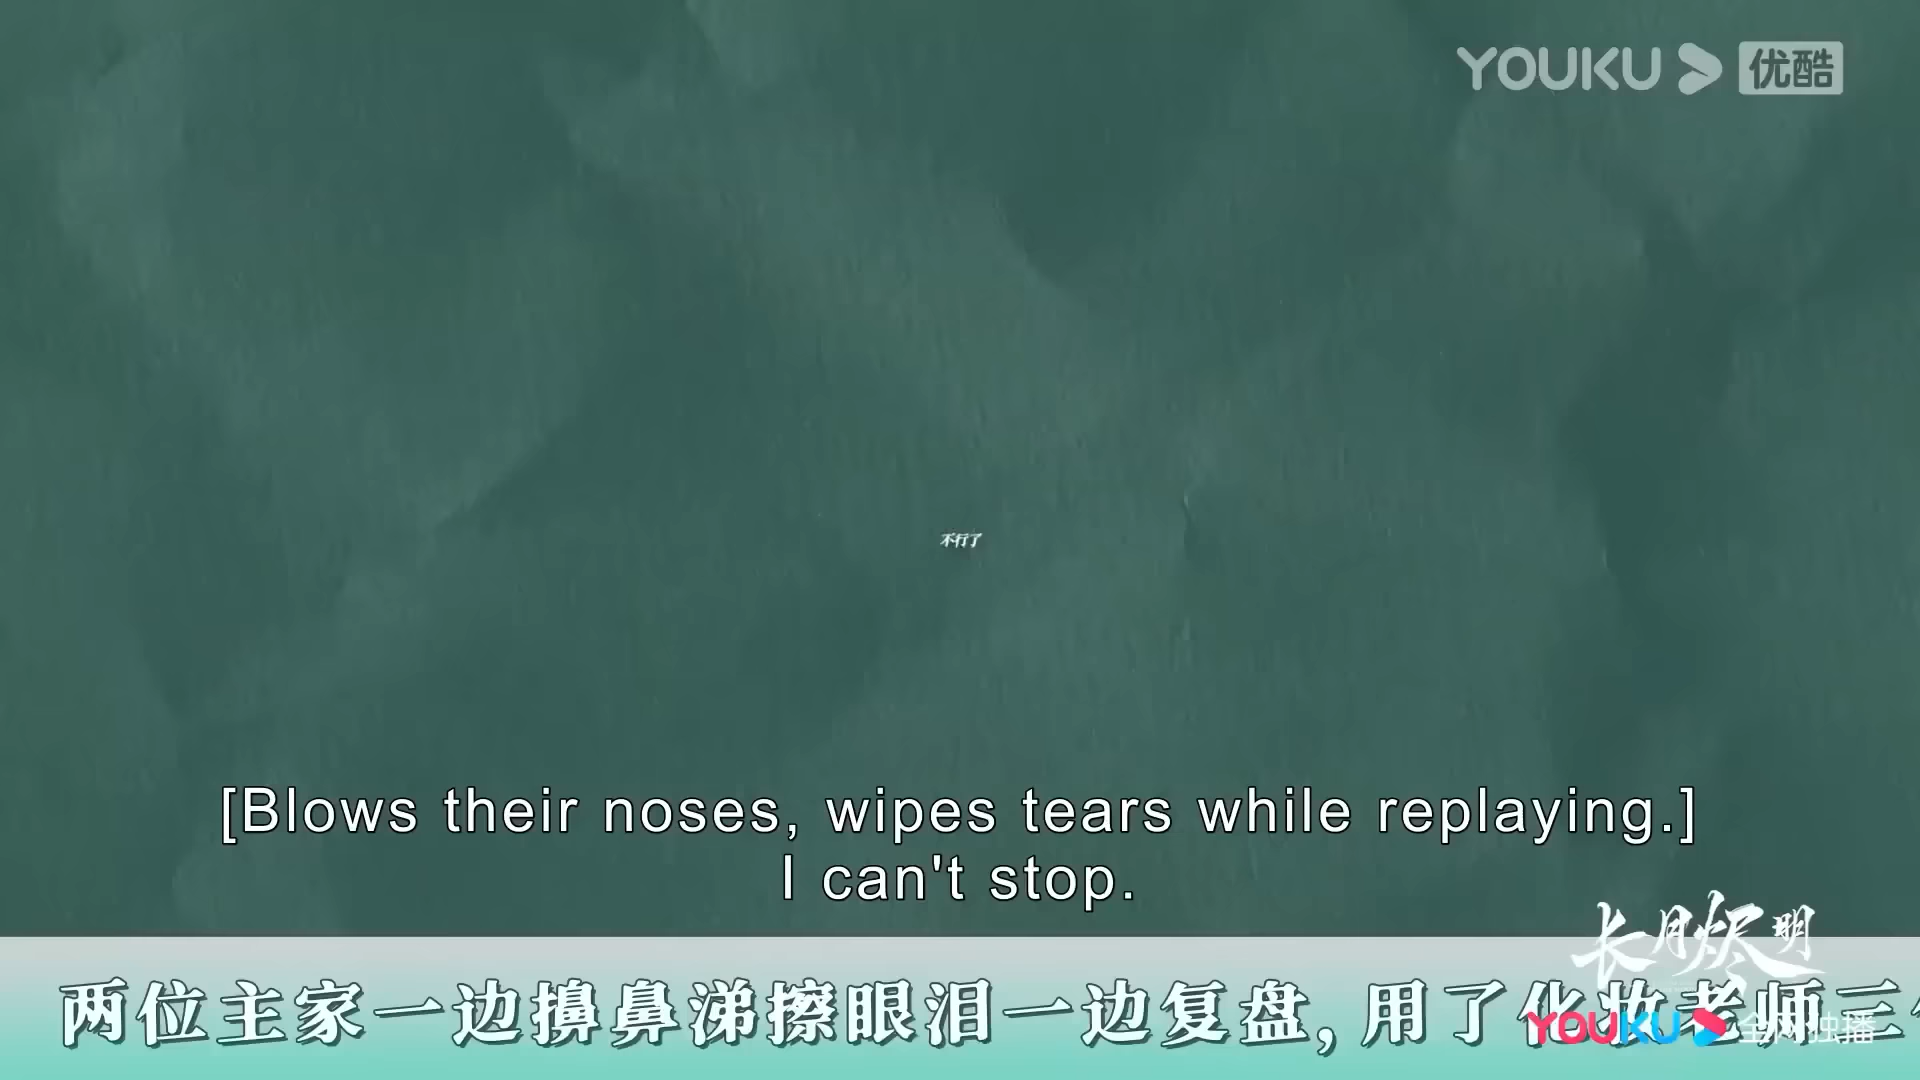 YOUKU 优酷
不行了
[Blows their noses, wipes tears while replaying.]
I can't stop.
长月烬明
两位主家一边擤鼻涕擦眼泪一边复盘,用了化妆老师三
YOUKU 全网独播